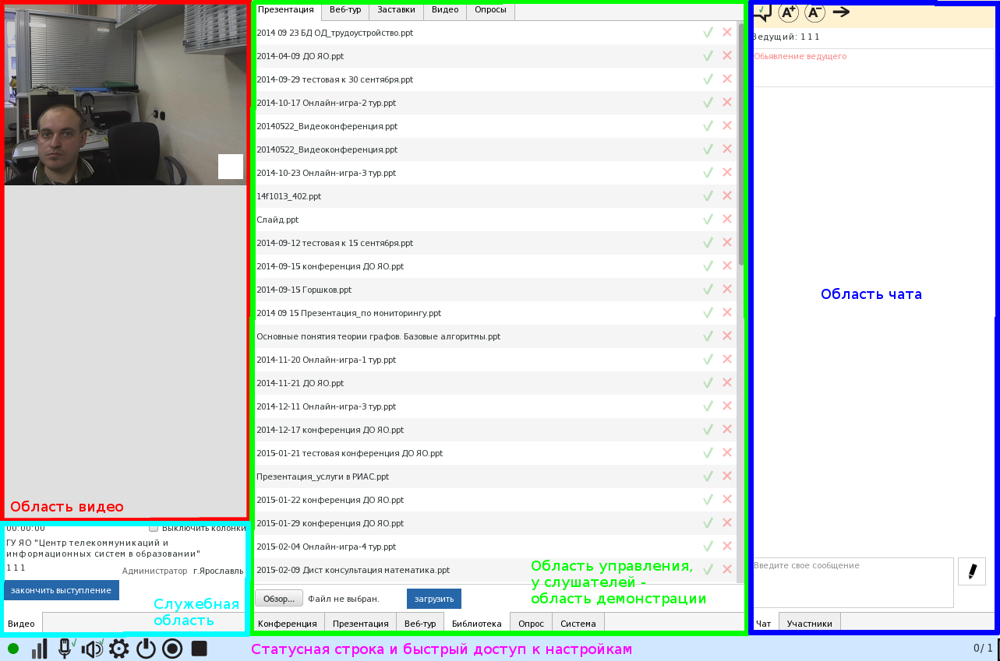 Область видео
00:00:00
Выключить колонки
ГУ ЯО "Центр телекоммуникаций и
информационных систем в образовании"
1 1 1
Администратор г.Ярославль
закончить выступление
Служебная
область
Видео
Презентация Веб-тур Заставки Видео Опросы
2014 09 23 БД ОД_трудоустройство.ppt
2014-04-09 ДО ЯО.ppt
2014-09-29 тестовая к 30 сентября.ppt
2014-10-17 Онлайн-игра-2 тур.ppt
20140522_Видеоконференция.ppt
20140522_Видеоконференция.ppt
2014-10-23 Онлайн-игра-3 тур.ppt
14f1013_402.ppt
Слайд.ppt
2014-09-12 тестовая к 15 сентября.ppt
2014-09-15 конференция ДО ЯО.ppt
2014-09-15 Горшков.ppt
2014 09 15 Презентация_по мониторингу.ppt
Основные понятия теории графов. Базовые алгоритмы.ppt
2014-11-20 Онлайн-игра-1 тур.ppt
2014-11-21 ДО ЯО.ppt
2014-12-11 Онлайн-игра-3 тур.ppt
2014-12-17 конференция ДО ЯО.ppt
2015-01-21 тестовая конференция ДО ЯО.ppt
Презентация_услуги в РИАС.ppt
2015-01-22 конференция ДО ЯО.ppt
2015-01-29 конференция ДО ЯО.ppt
2015-02-04 Онлайн-игра-4 тур.ppt
2015-02-09 Дист консультация математика.ppt
Область управления,
у слушателей -
область демонстрации
Обзор... Файл не выбран. загрузить
Конференция Презентация Веб-тур Библиотека Опрос Система
A+ A-
Ведущий: 1 1 1
Объявление ведущего
Область чата
Введите свое сообщение
Чат Участники
Статусная строка и быстрый доступ к настройкам
0/ 1